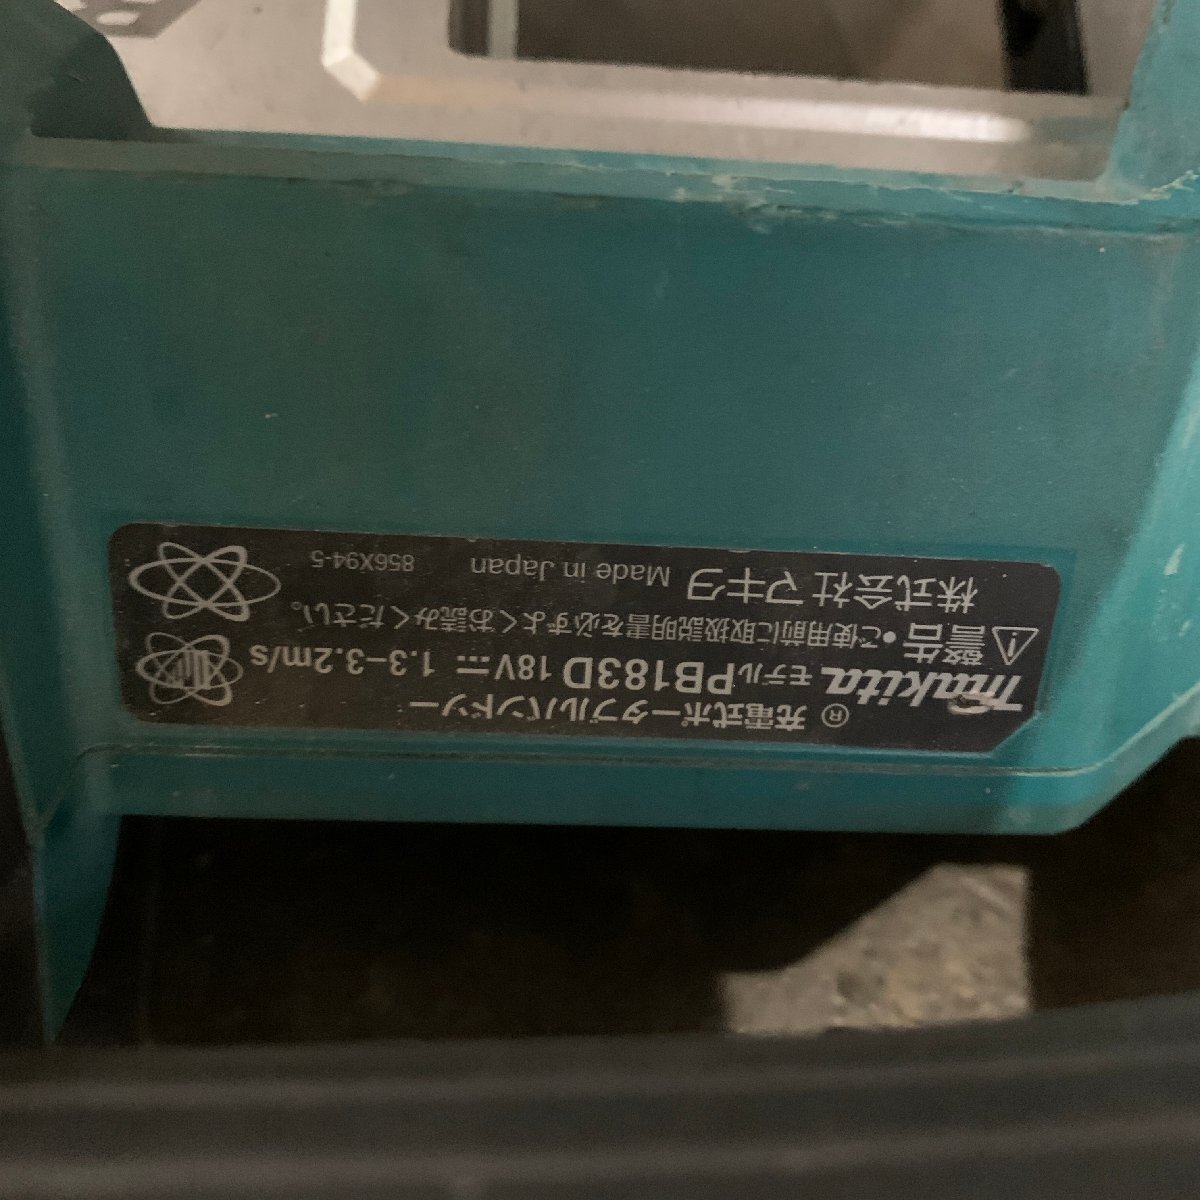 makita® 充電式ポータブルバンドソー
モデル PB183D 18V⎓ 1.3−3.2m/s
⚠警告 •ご使用前に取扱説明書を必ずよくお読みください。
株式会社マキタ Made in Japan 856X94-5